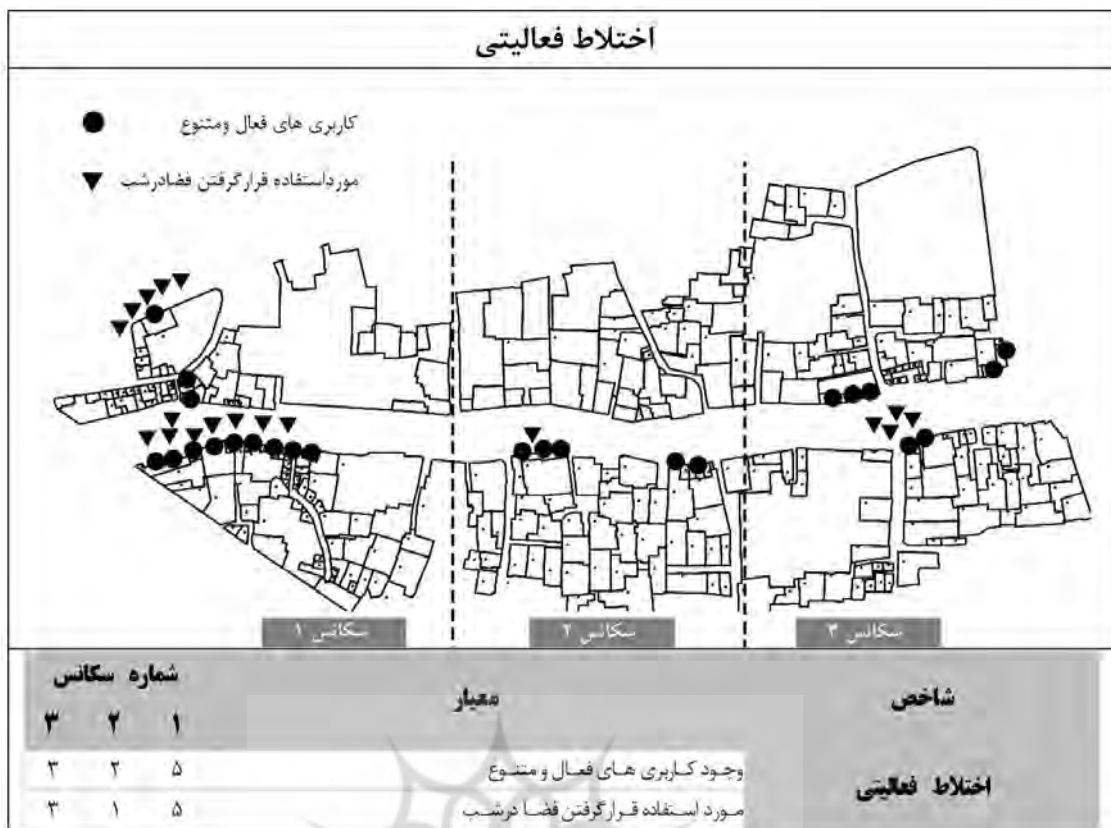 اختلاط فعالیتی
کاربری های فعال ومتنوع
مورداستفاده قرارگرفتن فضادرشب
سکانس ۱
سکانس ۲
سکانس ۳
شاخص
معیار
شماره سکانس
۱ ۲ ۳
اختلاط فعالیتی
وجود کاربری های فعال و متنوع
۵ ۲ ۳
مورد استفاده قرارگرفتن فضا درشب
۵ ۱ ۳